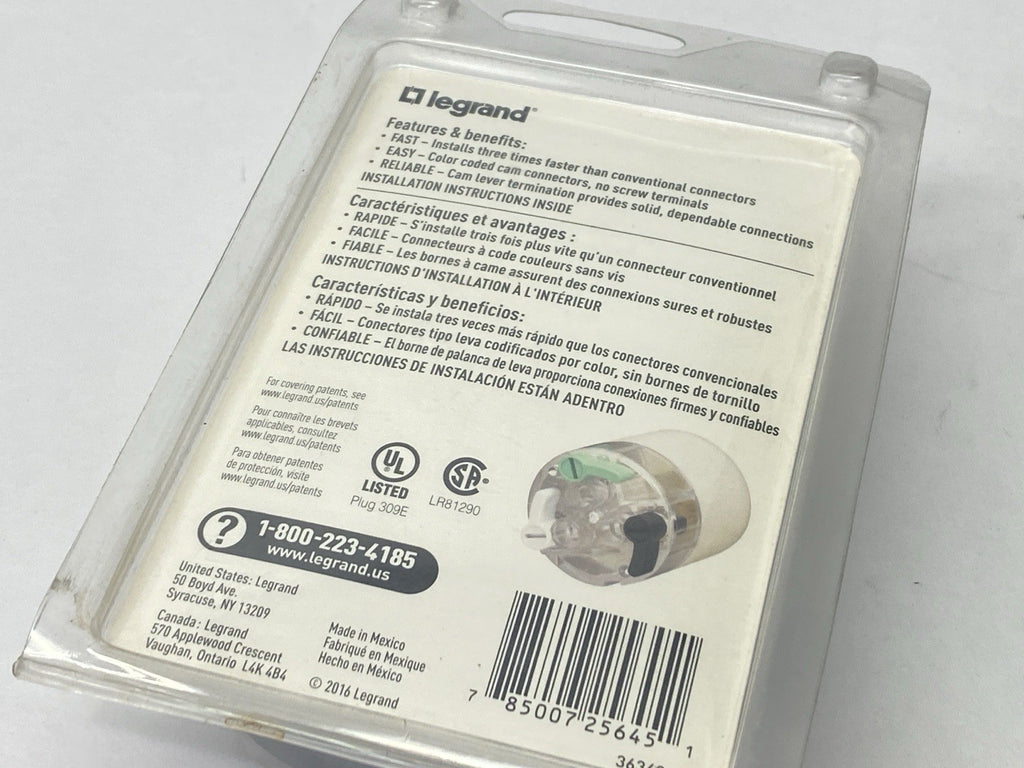 legrand®
Features & benefits:
• FAST – Installs three times faster than conventional connectors
• EASY – Color coded cam connectors, no screw terminals
• RELIABLE – Cam lever termination provides solid, dependable connections
INSTALLATION INSTRUCTIONS INSIDE
Caractéristiques et avantages :
• RAPIDE – S'installe trois fois plus vite qu'un connecteur conventionnel
• FACILE – Connecteurs à code couleurs sans vis
• FIABLE – Les bornes à came assurent des connexions sures et robustes
INSTRUCTIONS D'INSTALLATION À L'INTÉRIEUR
Características y beneficios:
• RÁPIDO – Se instala tres veces más rápido que los conectores convencionales
• FÁCIL – Conectores tipo leva codificados por color, sin bornes de tornillo
• CONFIABLE – El borne de palanca de leva proporciona conexiones firmes y confiables
LAS INSTRUCCIONES DE INSTALACIÓN ESTÁN ADENTRO
For covering patents, see
www.legrand.us/patents
Pour connaître les brevets
applicables, consultez
www.legrand.us/patents
Para obtener patentes
de protección, visite
www.legrand.us/patents
UL
LISTED
Plug 309E
SA®
LR81290
? 1-800-223-4185
www.legrand.us
United States: Legrand
50 Boyd Ave.
Syracuse, NY 13209
Canada: Legrand
570 Applewood Crescent
Vaughan, Ontario L4K 4B4
Made in Mexico
Fabriqué en Mexique
Hecho en México
© 2016 Legrand
7 85007 25645 1